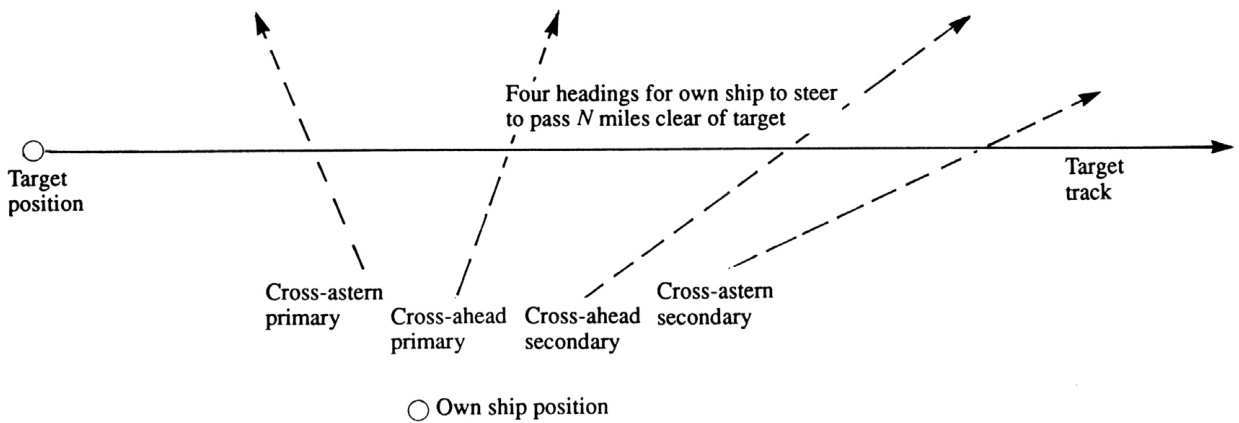 Four headings for own ship to steer
to pass N miles clear of target
Target
position
Target
track
Cross-astern
primary
Cross-ahead
primary
Cross-ahead
secondary
Cross-astern
secondary
Own ship position